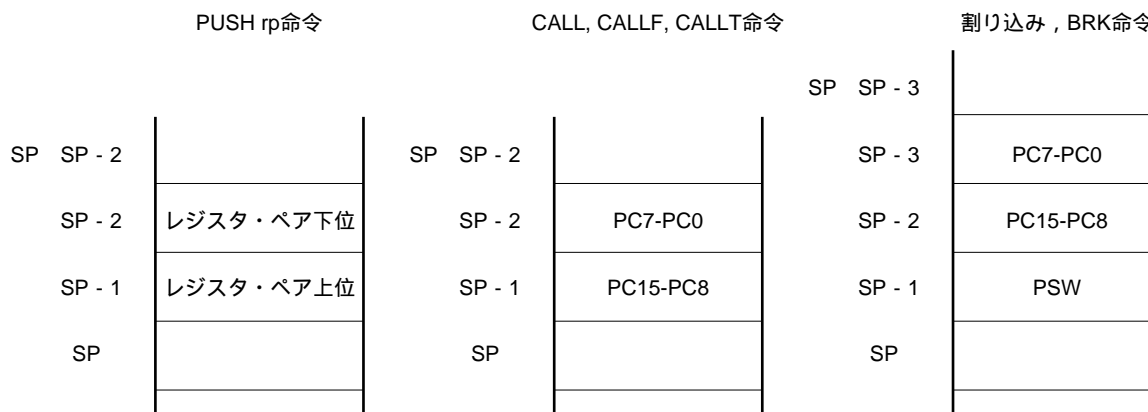 PUSH rp命令
CALL, CALLF, CALLT命令
割り込み , BRK命令
SP SP - 3
SP SP - 2
SP SP - 2
SP - 3
PC7-PC0
SP - 2
レジスタ・ペア下位
SP - 2
PC7-PC0
SP - 2
PC15-PC8
SP - 1
レジスタ・ペア上位
SP - 1
PC15-PC8
SP - 1
PSW
SP
SP
SP